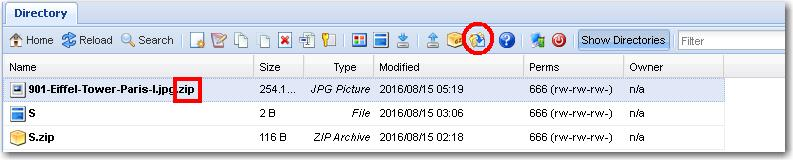 Directory
Home Reload Search Show Directories Filter
Name Size Type Modified Perms Owner
901-Eiffel-Tower-Paris-I.jpg.zip 254.1... JPG Picture 2016/08/15 05:19 666 (rw-rw-rw-) n/a
S 2 B File 2016/08/15 03:06 666 (rw-rw-rw-) n/a
S.zip 116 B ZIP Archive 2016/08/15 02:18 666 (rw-rw-rw-) n/a